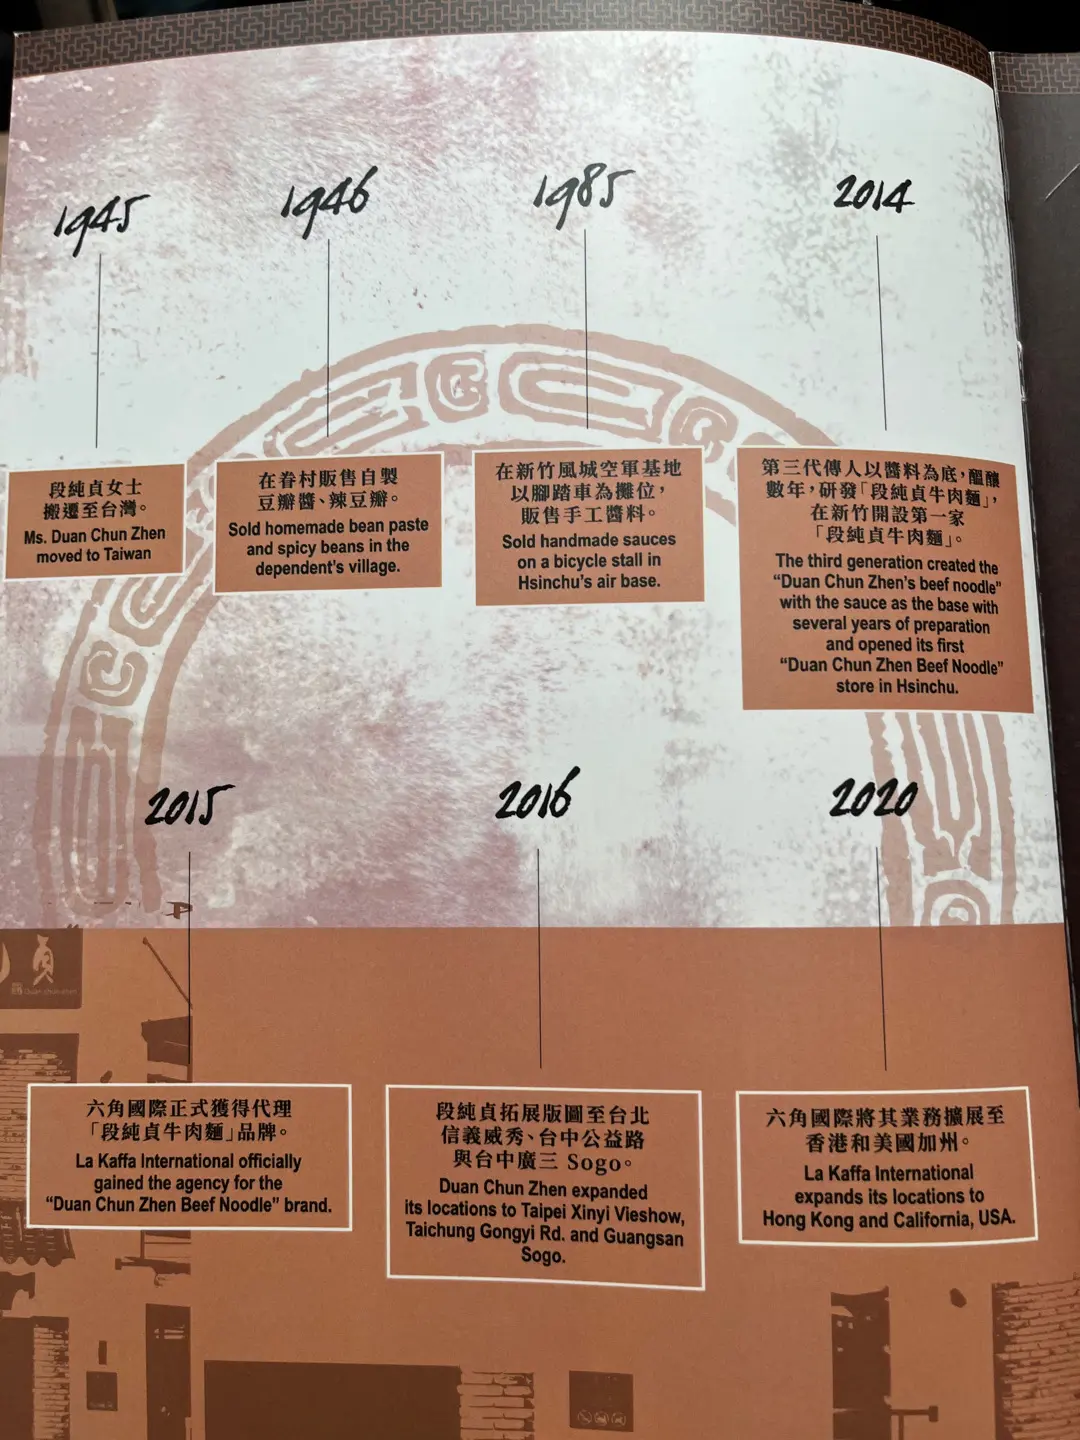 1945
段純貞女士
搬遷至台灣。
Ms. Duan Chun Zhen
moved to Taiwan
1946
在眷村販售自製
豆瓣醬、辣豆瓣。
Sold homemade bean paste
and spicy beans in the
dependent's village.
1985
在新竹風城空軍基地
以腳踏車為攤位，
販售手工醬料。
Sold handmade sauces
on a bicycle stall in
Hsinchu's air base.
2014
第三代傳人以醬料為底，醞釀
數年，研發「段純貞牛肉麵」，
在新竹開設第一家
「段純貞牛肉麵」。
The third generation created the
“Duan Chun Zhen's beef noodle”
with the sauce as the base with
several years of preparation
and opened its first
“Duan Chun Zhen Beef Noodle”
store in Hsinchu.
2015
六角國際正式獲得代理
「段純貞牛肉麵」品牌。
La Kaffa International officially
gained the agency for the
“Duan Chun Zhen Beef Noodle” brand.
2016
段純貞拓展版圖至台北
信義威秀、台中公益路
與台中廣三 Sogo。
Duan Chun Zhen expanded
its locations to Taipei Xinyi Vieshow,
Taichung Gongyi Rd. and Guangsan
Sogo.
2020
六角國際將其業務擴展至
香港和美國加州。
La Kaffa International
expands its locations to
Hong Kong and California, USA.
貞